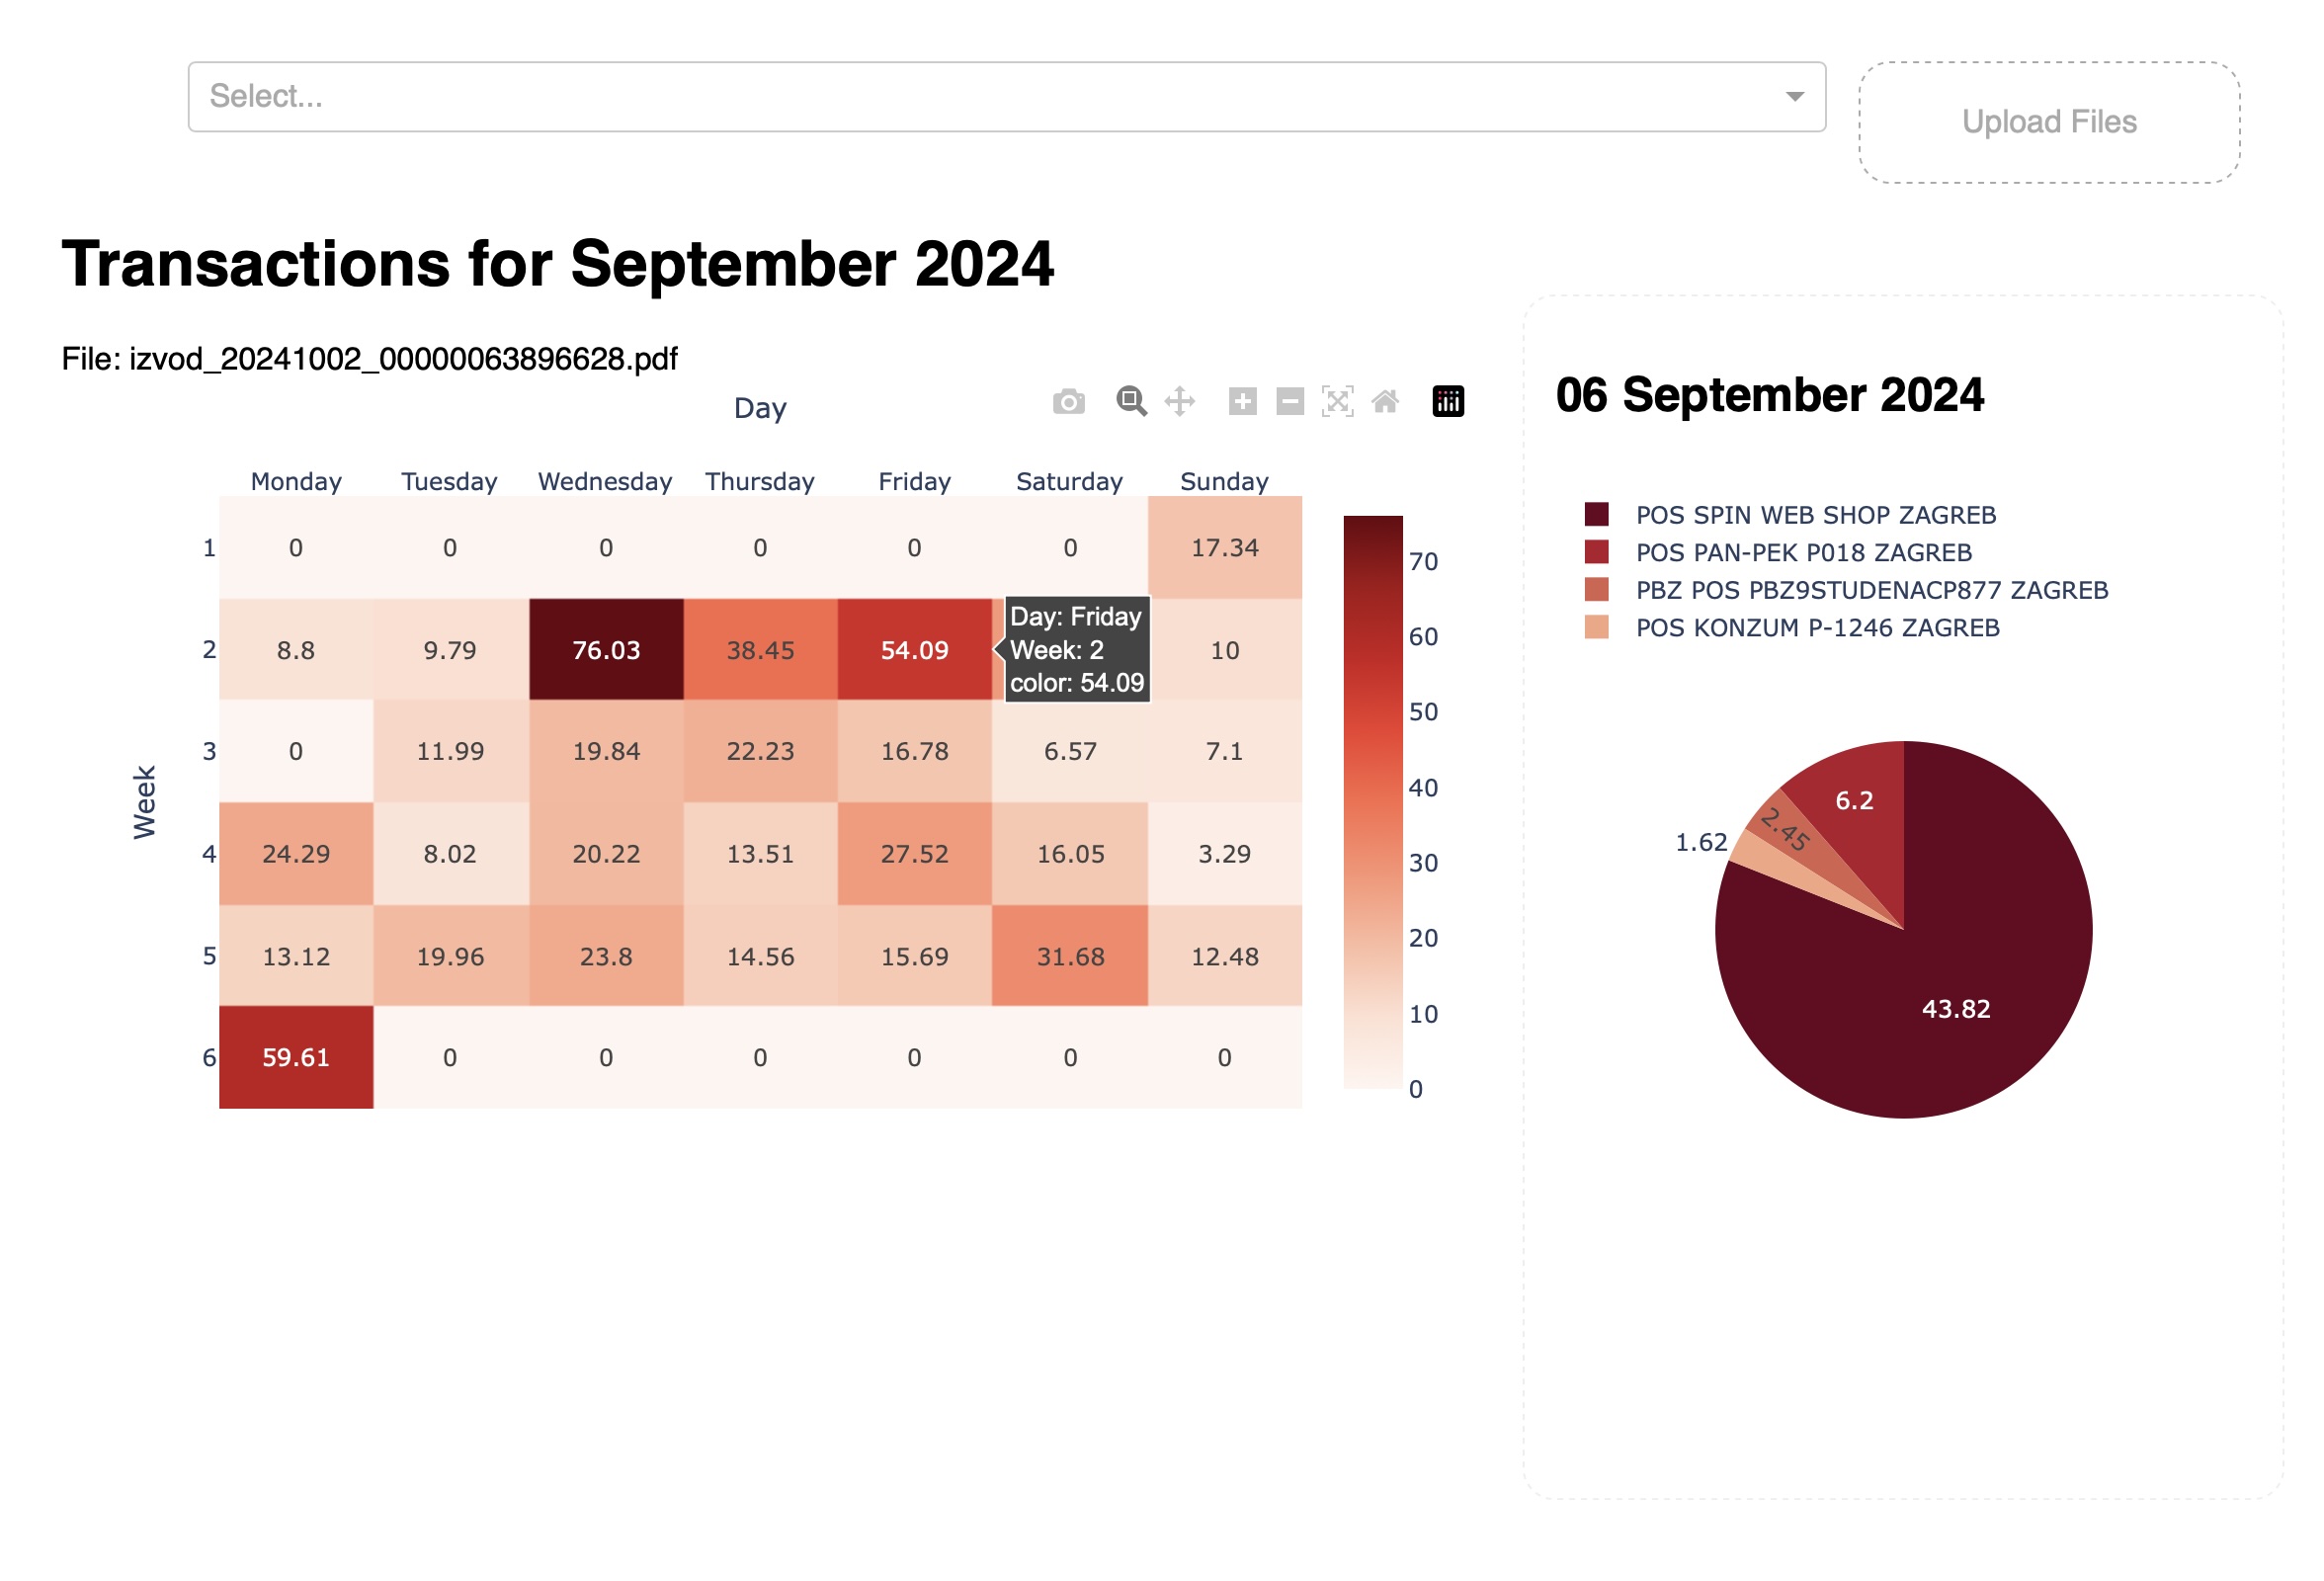 Select...
Upload Files
Transactions for September 2024
File: izvod_20241002_00000063896628.pdf
Day
Monday Tuesday Wednesday Thursday Friday Saturday Sunday
1 0 0 0 0 0 0 17.34
2 8.8 9.79 76.03 38.45 54.09 10
Day: Friday
Week: 2
color: 54.09
3 0 11.99 19.84 22.23 16.78 6.57 7.1
Week
4 24.29 8.02 20.22 13.51 27.52 16.05 3.29
5 13.12 19.96 23.8 14.56 15.69 31.68 12.48
6 59.61 0 0 0 0 0 0
70
60
50
40
30
20
10
0
06 September 2024
POS SPIN WEB SHOP ZAGREB
POS PAN-PEK P018 ZAGREB
PBZ POS PBZ9STUDENACP877 ZAGREB
POS KONZUM P-1246 ZAGREB
6.2
2.45
1.62
43.82